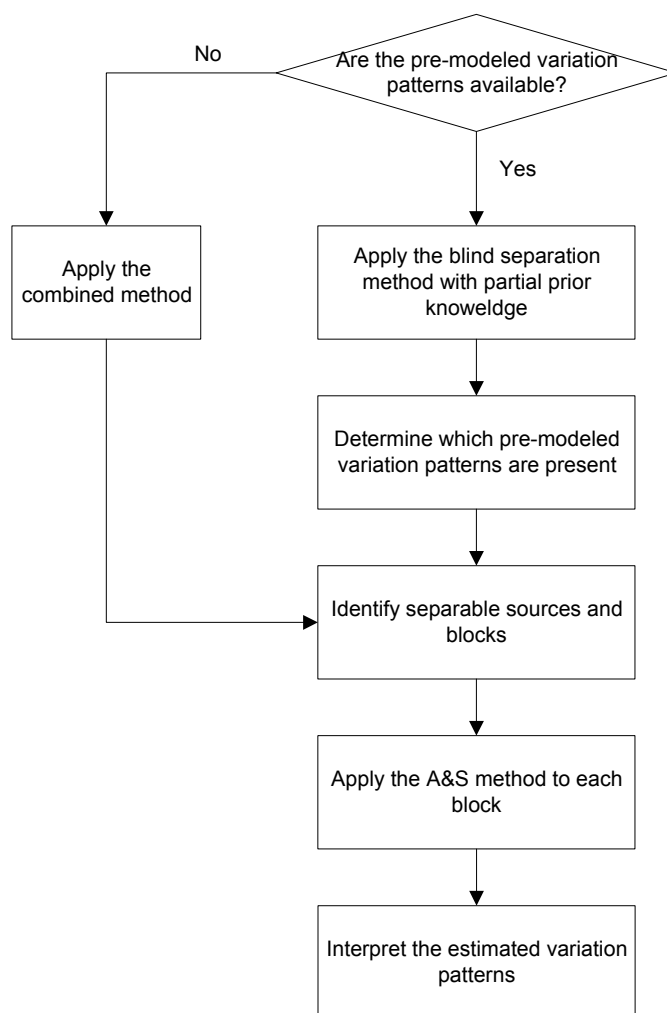 Are the pre-modeled variation
patterns available?
No
Yes
Apply the
combined method
Apply the blind separation
method with partial prior
knoweldge
Determine which pre-modeled
variation patterns are present
Identify separable sources and
blocks
Apply the A&S method to each
block
Interpret the estimated variation
patterns